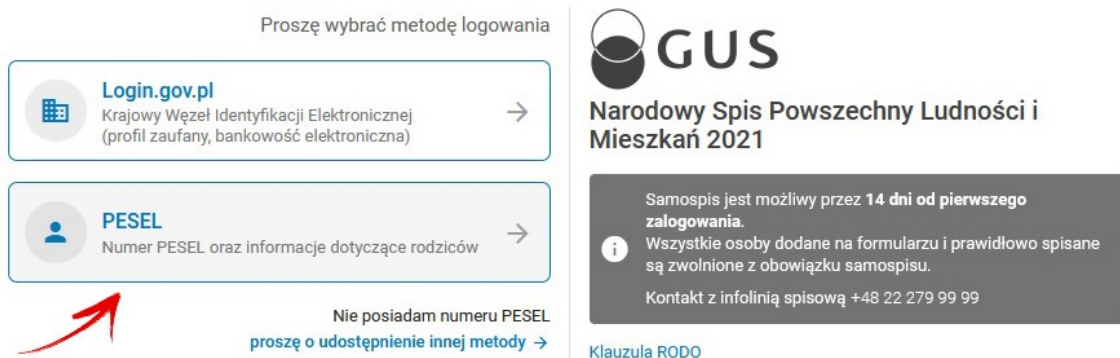 Proszę wybrać metodę logowania
Login.gov.pl
Krajowy Węzeł Identyfikacji Elektronicznej
(profil zaufany, bankowość elektroniczna)
PESEL
Numer PESEL oraz informacje dotyczące rodziców
Nie posiadam numeru PESEL
proszę o udostępnienie innej metody →
GUS
Narodowy Spis Powszechny Ludności i
Mieszkań 2021
Samospis jest możliwy przez 14 dni od pierwszego
zalogowania.
Wszystkie osoby dodane na formularzu i prawidłowo spisane
są zwolnione z obowiązku samospisu.
Kontakt z infolinią spisową +48 22 279 99 99
Klauzula RODO